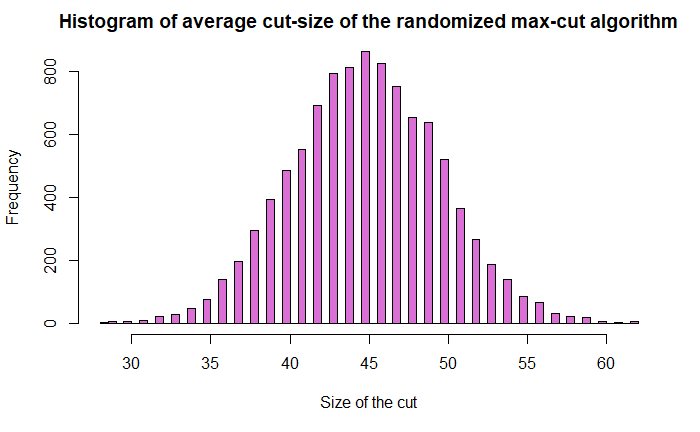 Histogram of average cut-size of the randomized max-cut algorithm
Frequency
800
600
400
200
0
30 35 40 45 50 55 60
Size of the cut